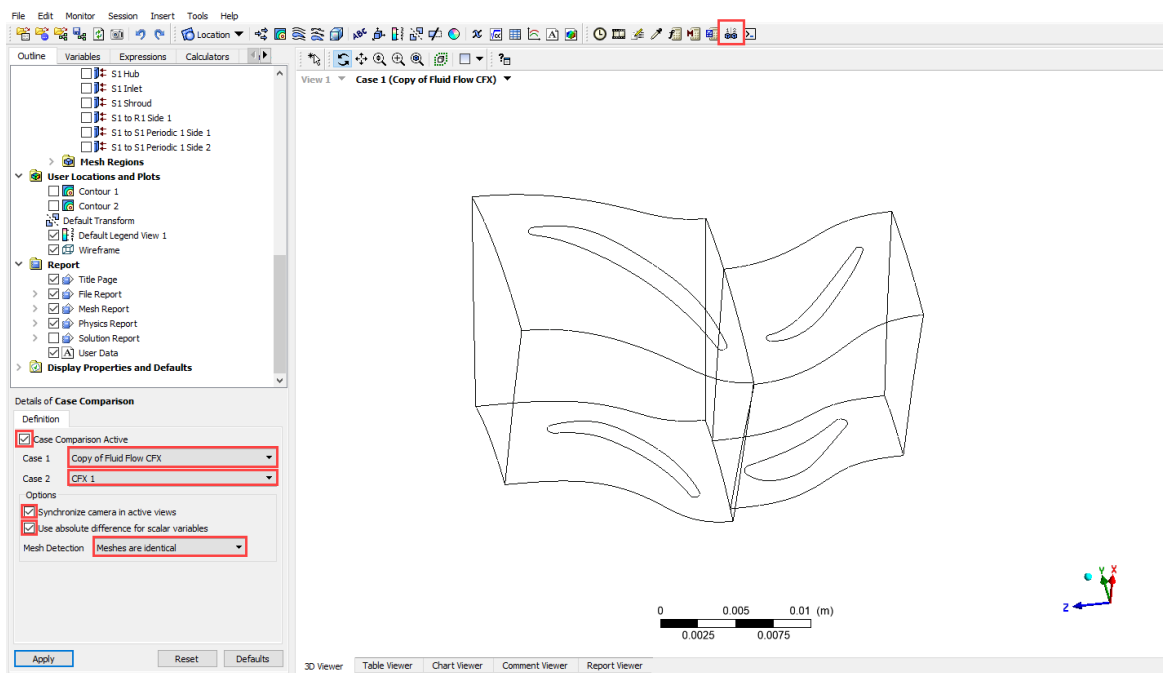 File Edit Monitor Session Insert Tools Help
Location
Outline Variables Expressions Calculators
S1 Hub
S1 Inlet
S1 Shroud
S1 to R1 Side 1
S1 to S1 Periodic 1 Side 1
S1 to S1 Periodic 1 Side 2
Mesh Regions
User Locations and Plots
Contour 1
Contour 2
Default Transform
Default Legend View 1
Wireframe
Report
Title Page
File Report
Mesh Report
Physics Report
Solution Report
User Data
Display Properties and Defaults
Details of Case Comparison
Definition
Case Comparison Active
Case 1 Copy of Fluid Flow CFX
Case 2 CFX 1
Options
Synchronize camera in active views
Use absolute difference for scalar variables
Mesh Detection Meshes are identical
Apply Reset Defaults
View 1 Case 1 (Copy of Fluid Flow CFX)
Y X
Z
0 0.005 0.01 (m)
0.0025 0.0075
3D Viewer Table Viewer Chart Viewer Comment Viewer Report Viewer